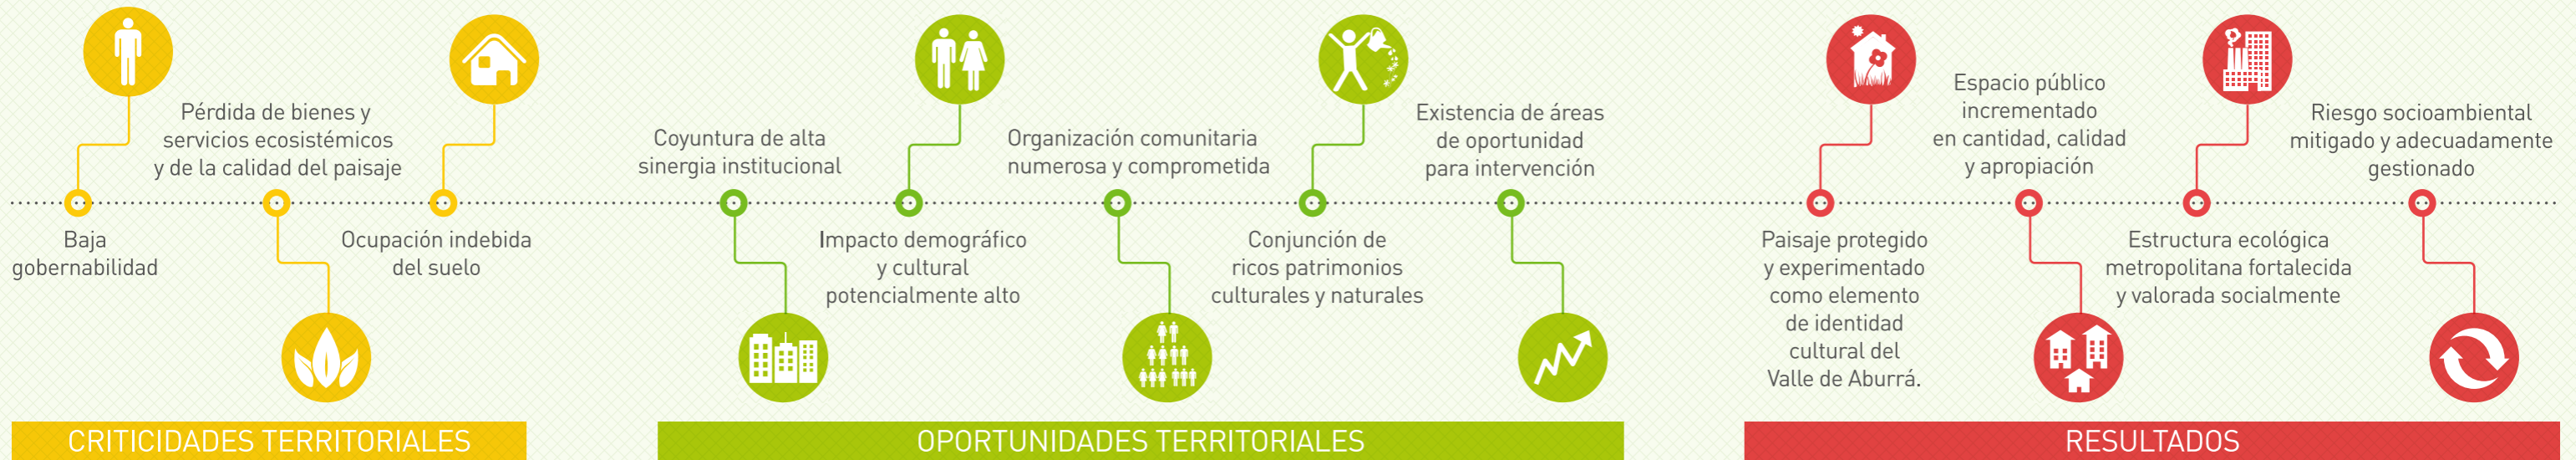 Baja
gobernabilidad
Pérdida de bienes y
servicios ecosistémicos
y de la calidad del paisaje
Ocupación indebida
del suelo
CRITICIDADES TERRITORIALES
Coyuntura de alta
sinergia institucional
Impacto demográfico
y cultural
potencialmente alto
Organización comunitaria
numerosa y comprometida
Conjunción de
ricos patrimonios
culturales y naturales
Existencia de áreas
de oportunidad
para intervención
OPORTUNIDADES TERRITORIALES
Paisaje protegido
y experimentado
como elemento
de identidad
cultural del
Valle de Aburrá.
Espacio público
incrementado
en cantidad, calidad
y apropiación
Estructura ecológica
metropolitana fortalecida
y valorada socialmente
Riesgo socioambiental
mitigado y adecuadamente
gestionado
RESULTADOS